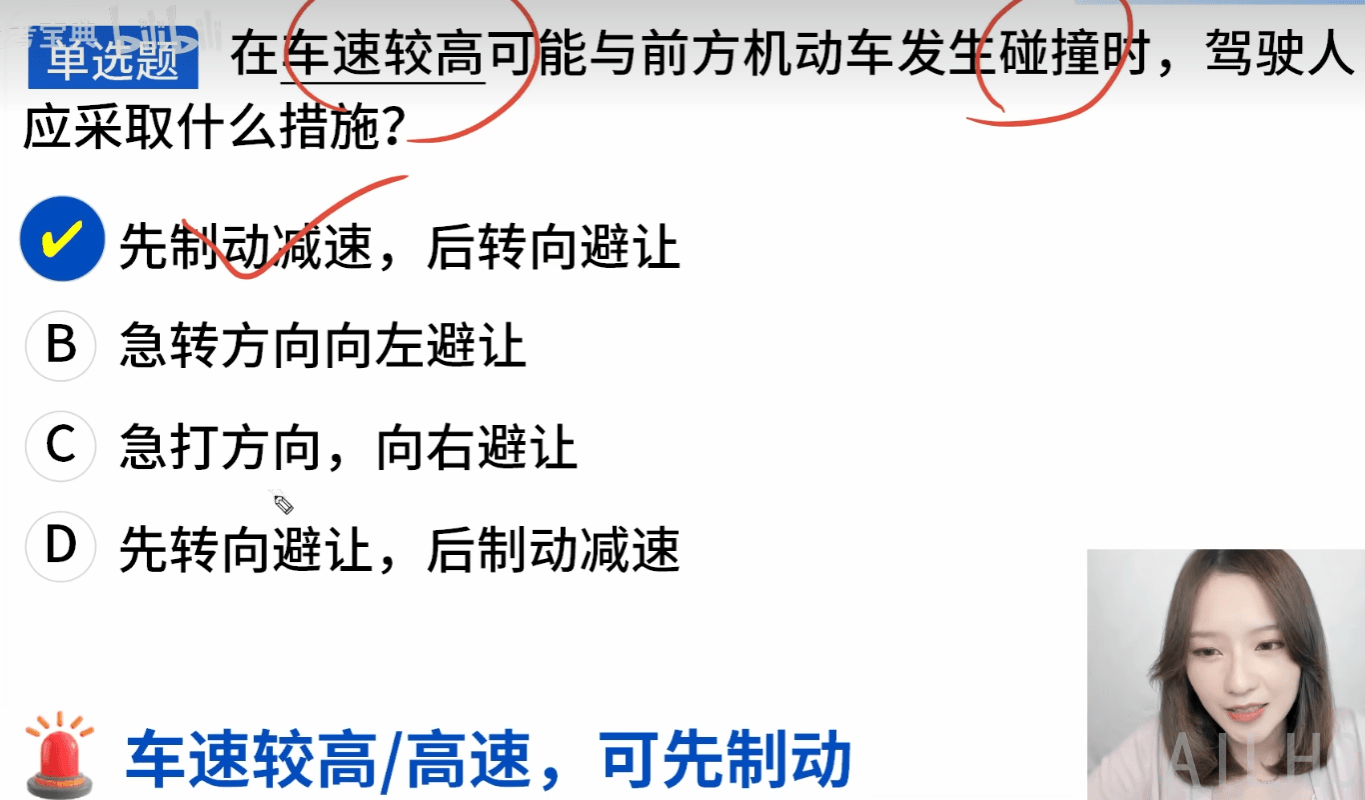 考宝典 bilibili
单选题 在车速较高可能与前方机动车发生碰撞时，驾驶人
应采取什么措施？
先制动减速，后转向避让
B 急转方向向左避让
C 急打方向，向右避让
D 先转向避让，后制动减速
车速较高/高速，可先制动